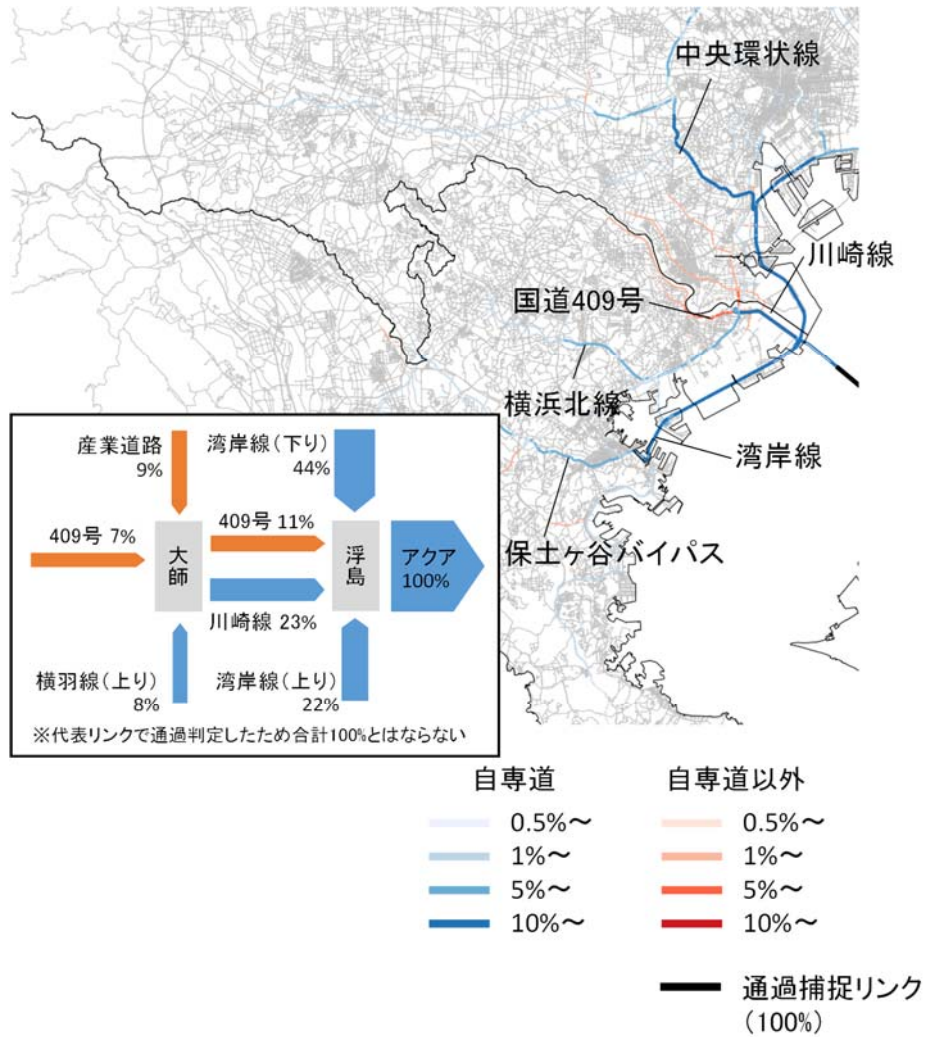 中央環状線
川崎線
国道409号
横浜北線
湾岸線
保土ヶ谷バイパス
産業道路
9%
湾岸線(下り)
44%
409号 7%
大師
409号 11%
浮島
アクア
100%
川崎線 23%
横羽線(上り)
8%
湾岸線(上り)
22%
※代表リンクで通過判定したため合計100%とはならない
自専道
0.5%～
1%～
5%～
10%～
自専道以外
0.5%～
1%～
5%～
10%～
通過捕捉リンク
(100%)